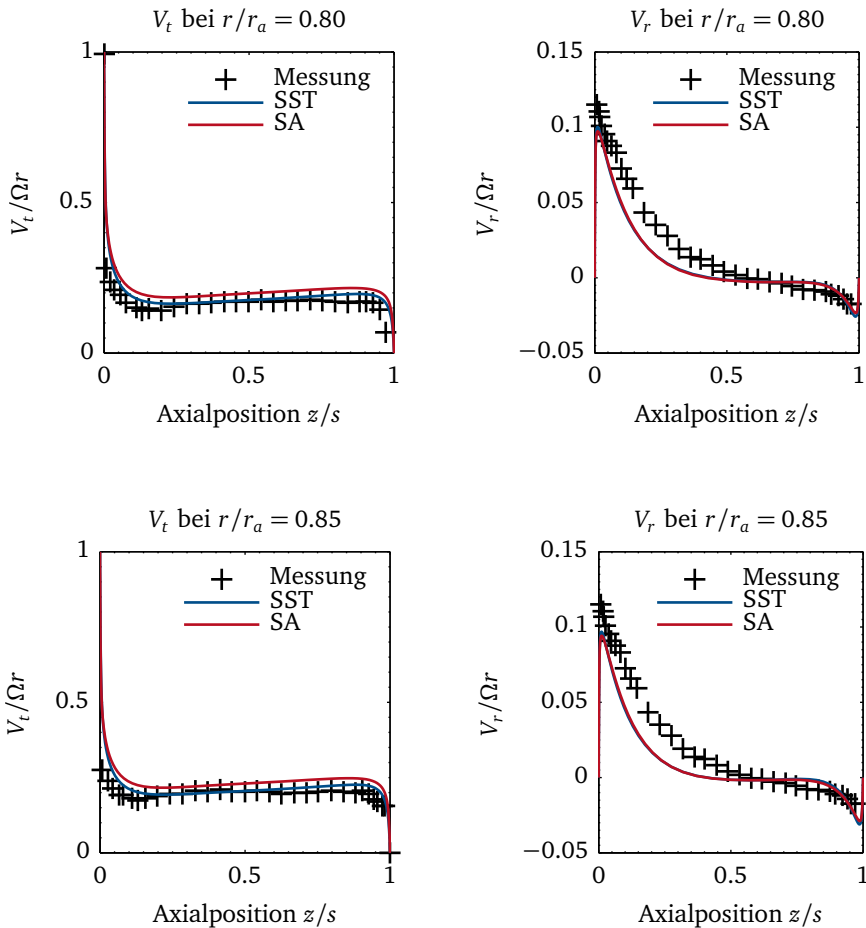 V_t bei r/r_a = 0.80
1
0.5
0
V_t/Ωr
Messung
SST
SA
0
0.5
1
Axialposition z/s
V_r bei r/r_a = 0.80
0.15
0.1
0.05
0
−0.05
V_r/Ωr
Messung
SST
SA
0
0.5
1
Axialposition z/s
V_t bei r/r_a = 0.85
1
0.5
0
V_t/Ωr
Messung
SST
SA
0
0.5
1
Axialposition z/s
V_r bei r/r_a = 0.85
0.15
0.1
0.05
0
−0.05
V_r/Ωr
Messung
SST
SA
0
0.5
1
Axialposition z/s